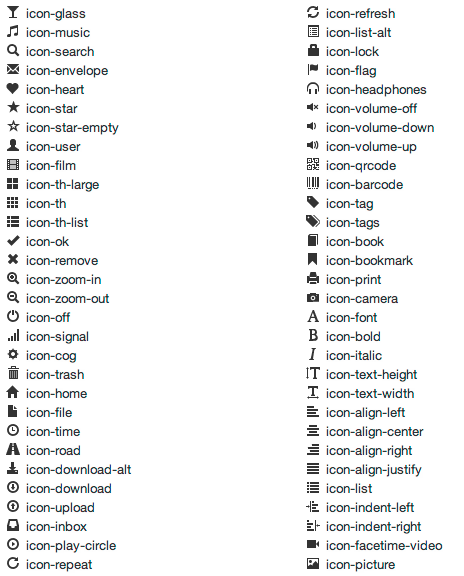 icon-glass
icon-music
icon-search
icon-envelope
icon-heart
icon-star
icon-star-empty
icon-user
icon-film
icon-th-large
icon-th
icon-th-list
icon-ok
icon-remove
icon-zoom-in
icon-zoom-out
icon-off
icon-signal
icon-cog
icon-trash
icon-home
icon-file
icon-time
icon-road
icon-download-alt
icon-download
icon-upload
icon-inbox
icon-play-circle
icon-repeat
icon-refresh
icon-list-alt
icon-lock
icon-flag
icon-headphones
icon-volume-off
icon-volume-down
icon-volume-up
icon-qrcode
icon-barcode
icon-tag
icon-tags
icon-book
icon-bookmark
icon-print
icon-camera
icon-font
icon-bold
icon-italic
icon-text-height
icon-text-width
icon-align-left
icon-align-center
icon-align-right
icon-align-justify
icon-list
icon-indent-left
icon-indent-right
icon-facetime-video
icon-picture